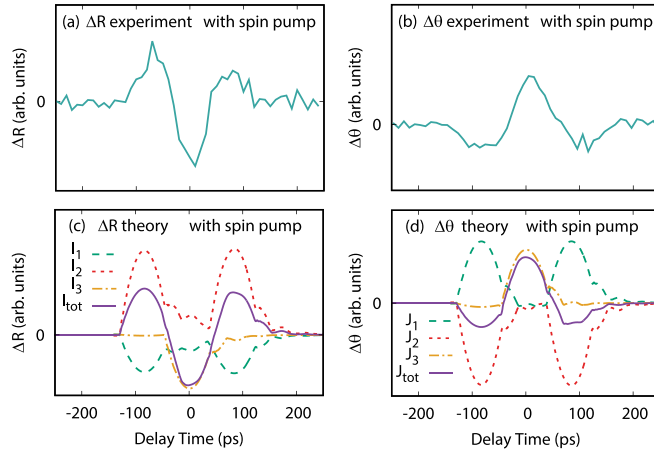 (a) ΔR experiment with spin pump
ΔR (arb. units)
0
(b) Δθ experiment with spin pump
Δθ (arb. units)
0
(c) ΔR theory with spin pump
I1
I2
I3
Itot
ΔR (arb. units)
0
-200 -100 0 100 200
Delay Time (ps)
(d) Δθ theory with spin pump
J1
J2
J3
Jtot
Δθ (arb. units)
0
-200 -100 0 100 200
Delay Time (ps)